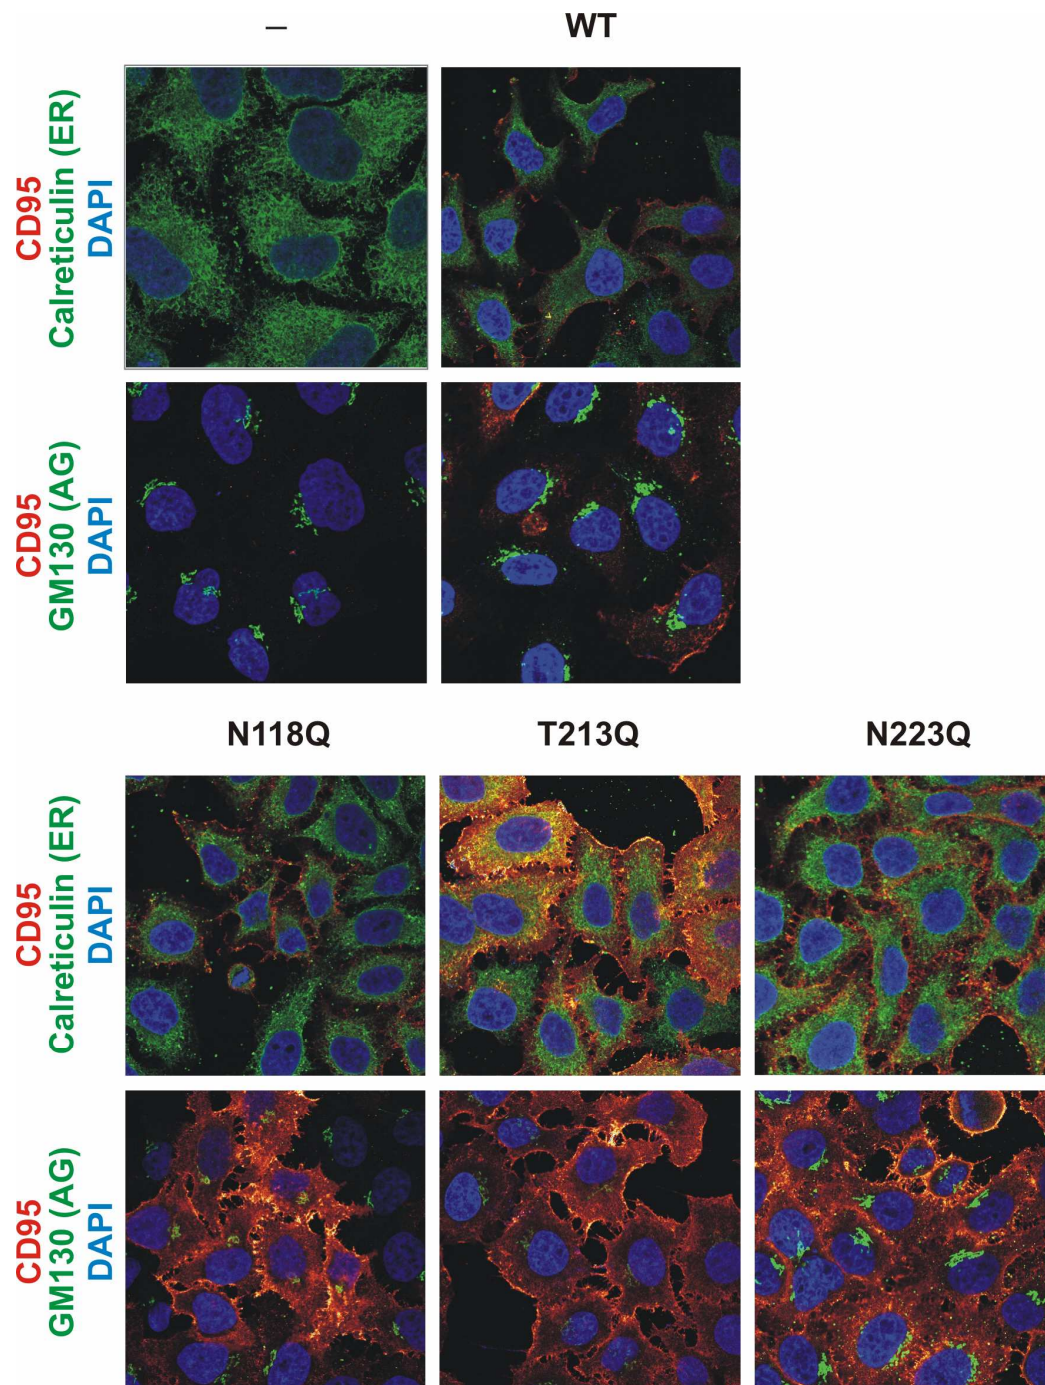 –
WT
CD95
Calreticulin (ER)
DAPI
CD95
GM130 (AG)
DAPI
N118Q
T213Q
N223Q
CD95
Calreticulin (ER)
DAPI
CD95
GM130 (AG)
DAPI